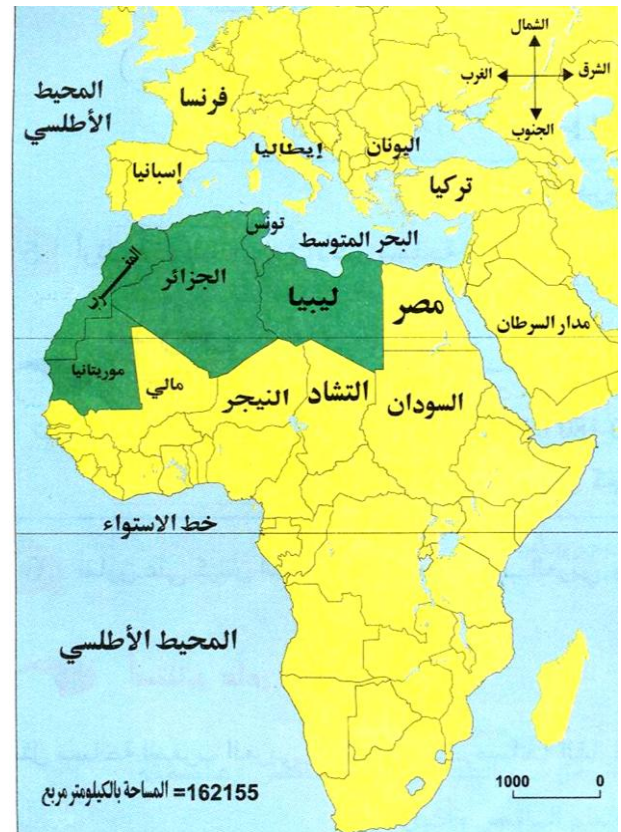 الشمال
الغرب
الشرق
الجنوب
المحيط
الأطلسي
فرنسا
إيطاليا
اليونان
إسبانيا
تركيا
تونس
البحر المتوسط
المغرب
الجزائر
ليبيا
مصر
مدار السرطان
موريتانيا
مالي
النيجر
التشاد
السودان
خط الاستواء
المحيط الأطلسي
162155= المساحة بالكيلومتر مربع
1000
0